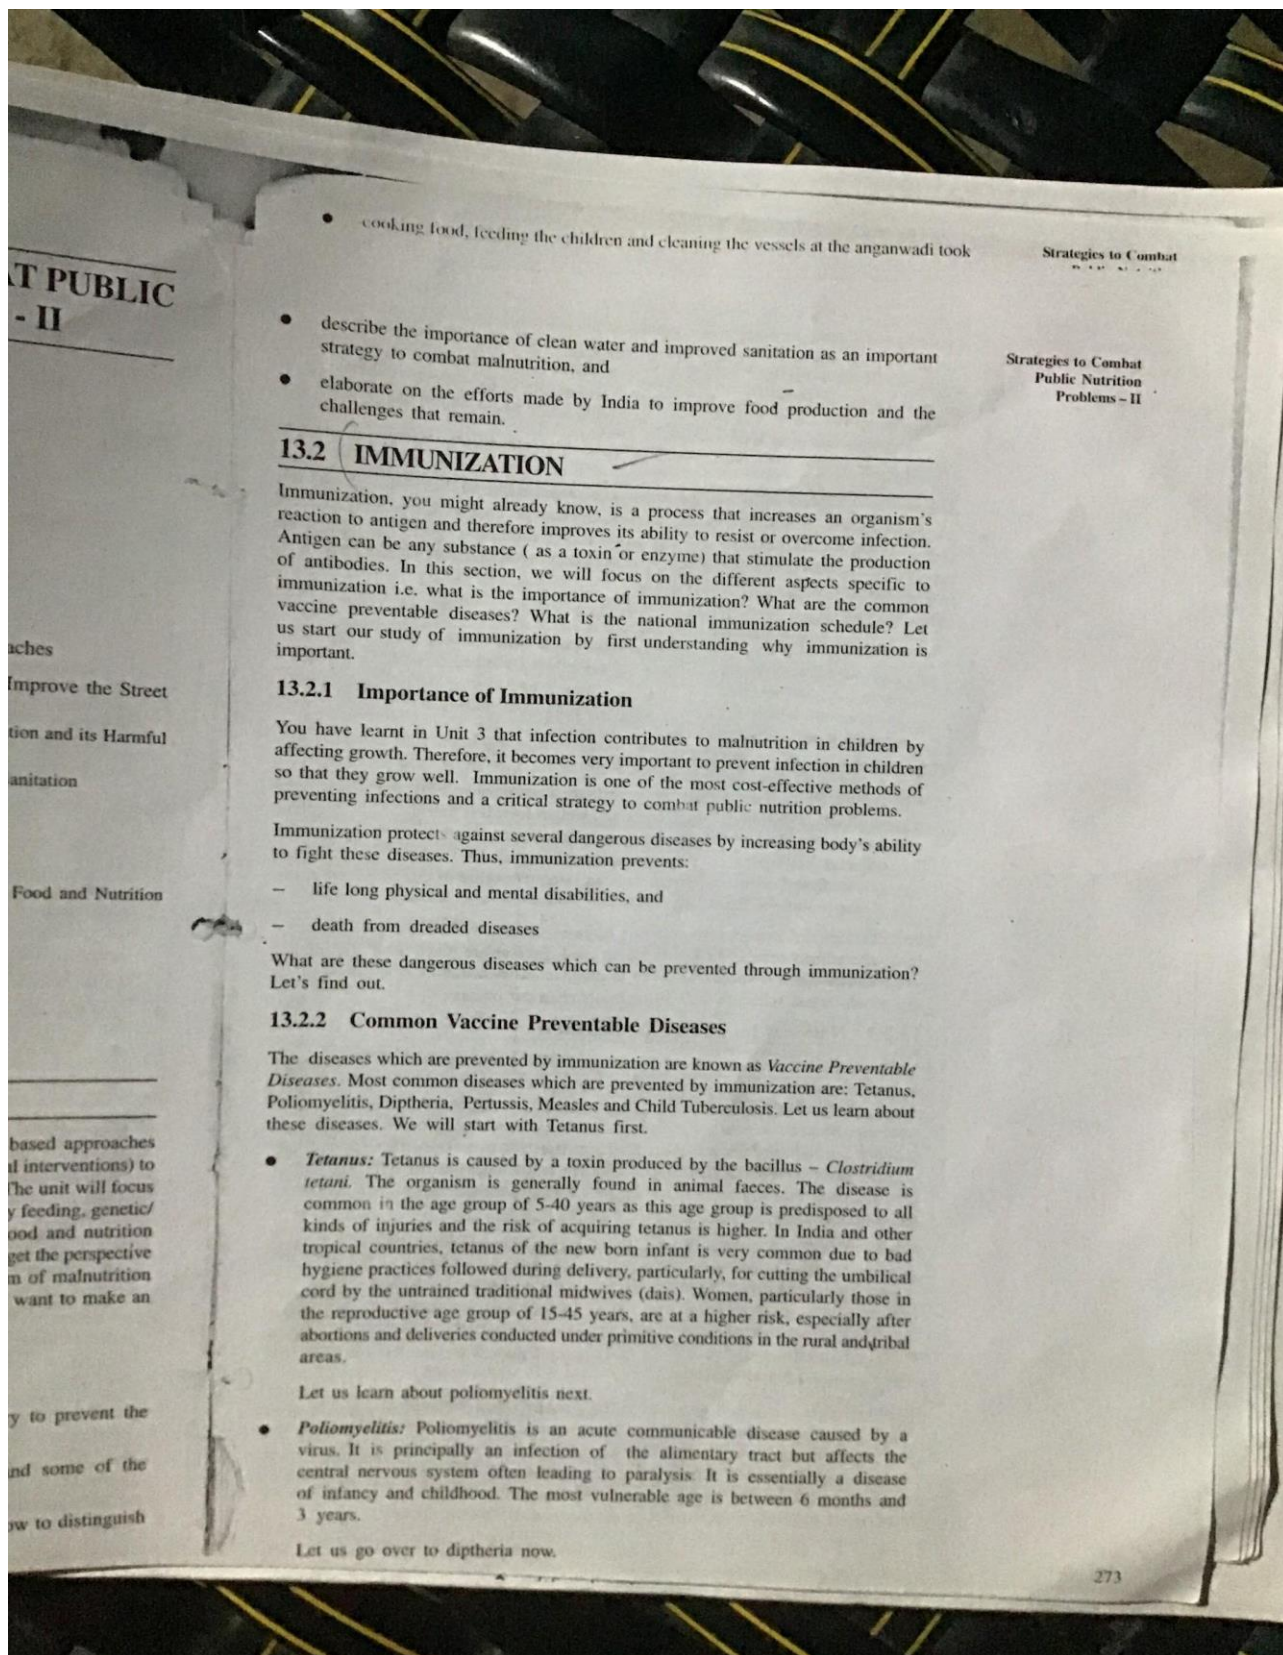 cooking food, feeding the children and cleaning the vessels at the anganwadi took
Strategies to Combat
T PUBLIC
- II
● describe the importance of clean water and improved sanitation as an important
strategy to combat malnutrition, and
● elaborate on the efforts made by India to improve food production and the
challenges that remain.
Strategies to Combat
Public Nutrition
Problems – II
13.2 IMMUNIZATION
Immunization, you might already know, is a process that increases an organism's
reaction to antigen and therefore improves its ability to resist or overcome infection.
Antigen can be any substance ( as a toxin or enzyme) that stimulate the production
of antibodies. In this section, we will focus on the different aspects specific to
immunization i.e. what is the importance of immunization? What are the common
vaccine preventable diseases? What is the national immunization schedule? Let
us start our study of immunization by first understanding why immunization is
important.
13.2.1 Importance of Immunization
You have learnt in Unit 3 that infection contributes to malnutrition in children by
affecting growth. Therefore, it becomes very important to prevent infection in children
so that they grow well. Immunization is one of the most cost-effective methods of
preventing infections and a critical strategy to combat public nutrition problems.
Immunization protects against several dangerous diseases by increasing body's ability
to fight these diseases. Thus, immunization prevents:
– life long physical and mental disabilities, and
– death from dreaded diseases
What are these dangerous diseases which can be prevented through immunization?
Let's find out.
13.2.2 Common Vaccine Preventable Diseases
The diseases which are prevented by immunization are known as Vaccine Preventable
Diseases. Most common diseases which are prevented by immunization are: Tetanus,
Poliomyelitis, Diptheria, Pertussis, Measles and Child Tuberculosis. Let us learn about
these diseases. We will start with Tetanus first.
● Tetanus: Tetanus is caused by a toxin produced by the bacillus – Clostridium
tetani. The organism is generally found in animal faeces. The disease is
common in the age group of 5-40 years as this age group is predisposed to all
kinds of injuries and the risk of acquiring tetanus is higher. In India and other
tropical countries, tetanus of the new born infant is very common due to bad
hygiene practices followed during delivery, particularly, for cutting the umbilical
cord by the untrained traditional midwives (dais). Women, particularly those in
the reproductive age group of 15-45 years, are at a higher risk, especially after
abortions and deliveries conducted under primitive conditions in the rural and tribal
areas.
Let us learn about poliomyelitis next.
● Poliomyelitis: Poliomyelitis is an acute communicable disease caused by a
virus. It is principally an infection of the alimentary tract but affects the
central nervous system often leading to paralysis. It is essentially a disease
of infancy and childhood. The most vulnerable age is between 6 months and
3 years.
Let us go over to diptheria now.
273
aches
Improve the Street
tion and its Harmful
anitation
Food and Nutrition
based approaches
al interventions) to
The unit will focus
y feeding, genetic/
ood and nutrition
get the perspective
m of malnutrition
want to make an
y to prevent the
nd some of the
ow to distinguish